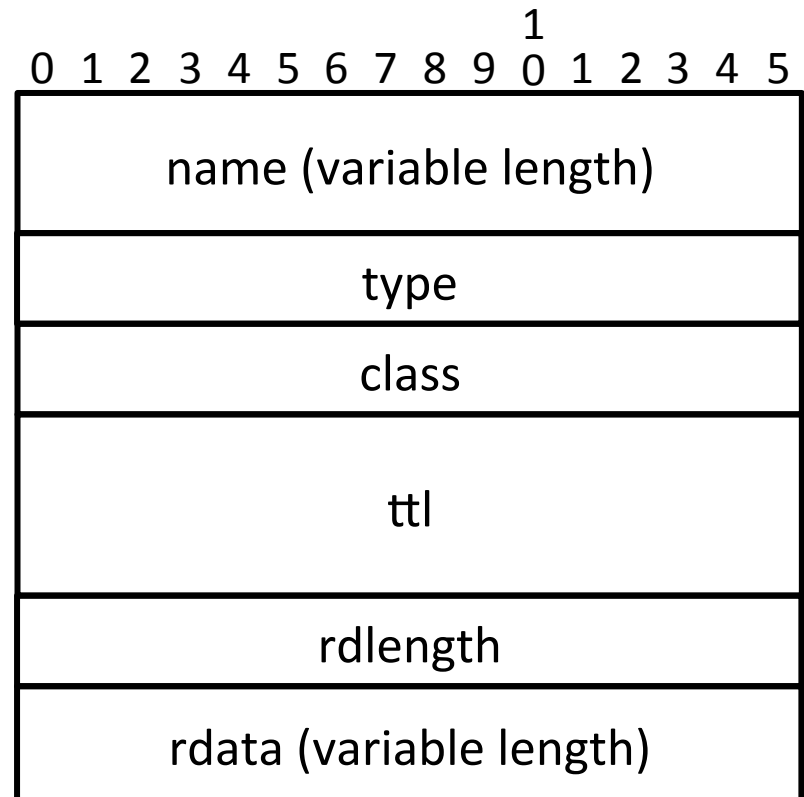 1
0 1 2 3 4 5 6 7 8 9 0 1 2 3 4 5
name (variable length)
type
class
ttl
rdlength
rdata (variable length)